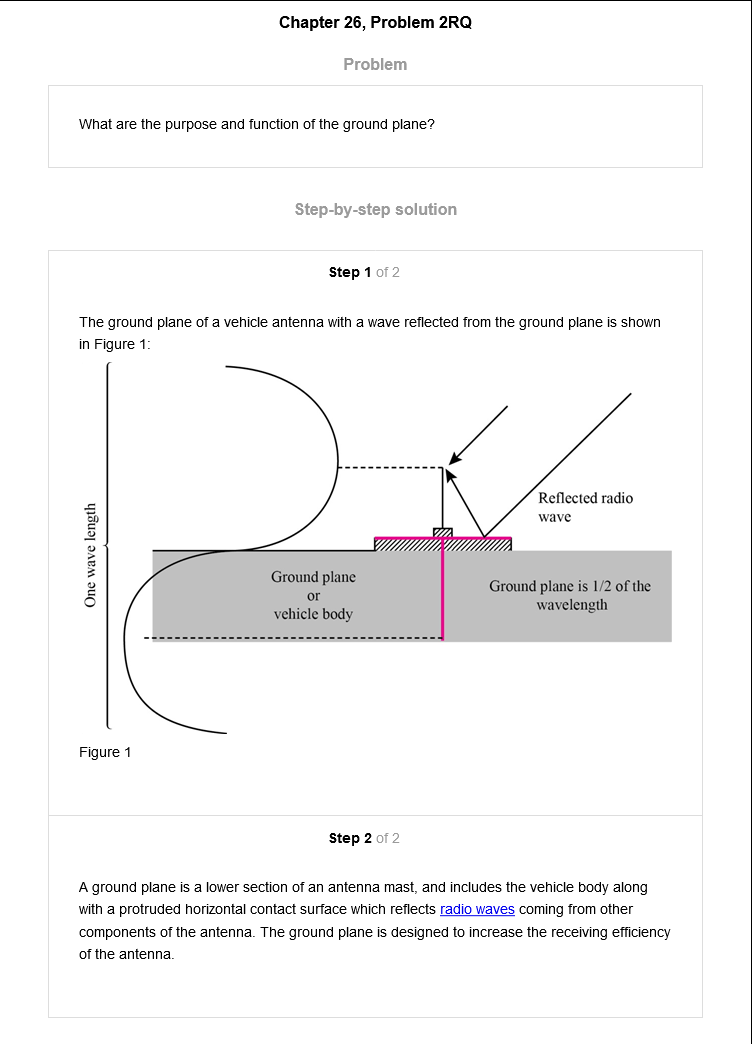 Chapter 26, Problem 2RQ
Problem
What are the purpose and function of the ground plane?
Step-by-step solution
Step 1 of 2
The ground plane of a vehicle antenna with a wave reflected from the ground plane is shown
in Figure 1:
One wave length
Reflected radio
wave
Ground plane
or
vehicle body
Ground plane is 1/2 of the
wavelength
Figure 1
Step 2 of 2
A ground plane is a lower section of an antenna mast, and includes the vehicle body along
with a protruded horizontal contact surface which reflects radio waves coming from other
components of the antenna. The ground plane is designed to increase the receiving efficiency
of the antenna.